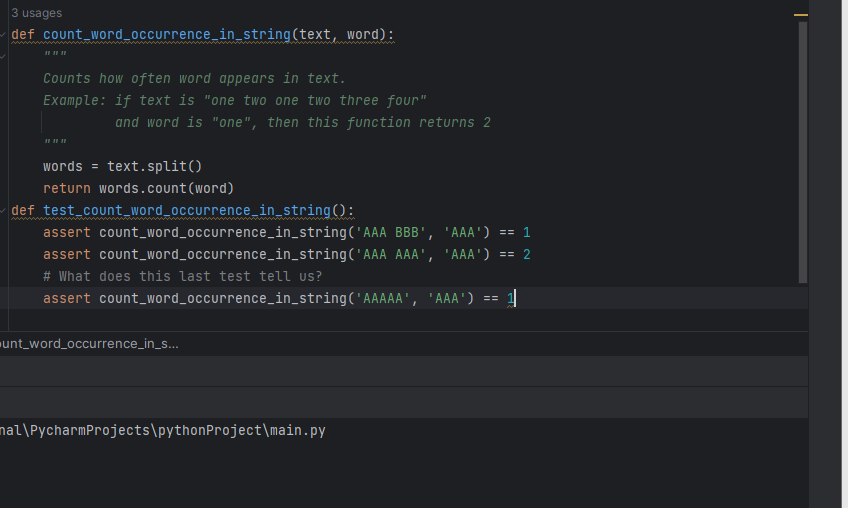 3 usages
def count_word_occurrence_in_string(text, word):
"""
Counts how often word appears in text.
Example: if text is "one two one two three four"
and word is "one", then this function returns 2
"""
words = text.split()
return words.count(word)
def test_count_word_occurrence_in_string():
assert count_word_occurrence_in_string('AAA BBB', 'AAA') == 1
assert count_word_occurrence_in_string('AAA AAA', 'AAA') == 2
# What does this last test tell us?
assert count_word_occurrence_in_string('AAAAA', 'AAA') == 1
ount_word_occurrence_in_s...
nal\PycharmProjects\pythonProject\main.py